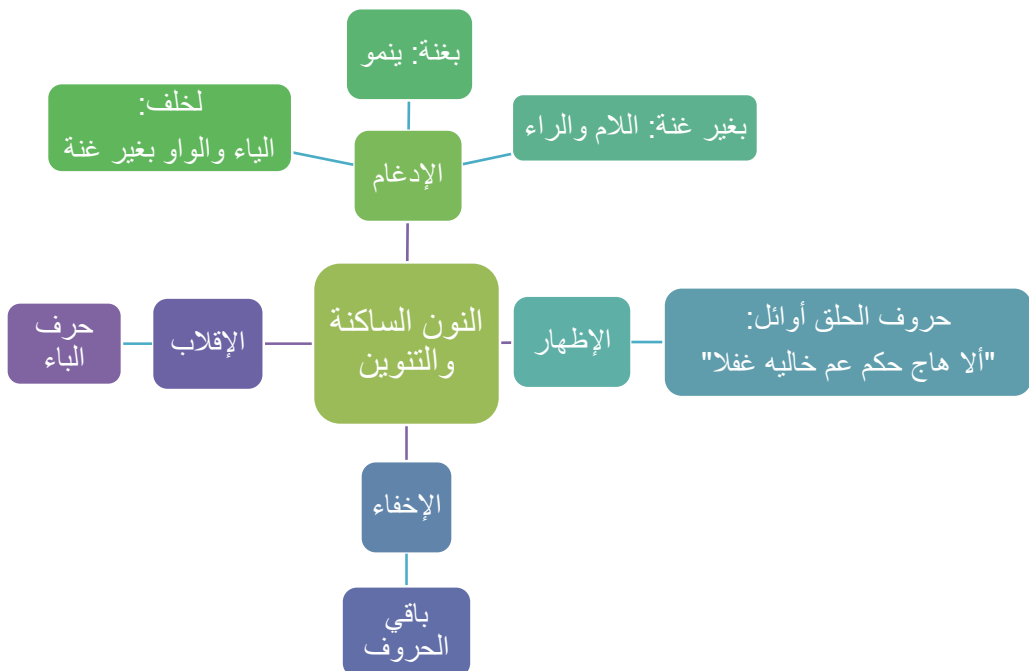 بغنة: ينمو
لخلف:
الياء والواو بغير غنة
بغير غنة: اللام والراء
الإدغام
النون الساكنة
والتنوين
الإظهار
حروف الحلق أوائل:
"ألا هاج حكم عم خاليه غفلا"
الإقلاب
حرف
الباء
الإخفاء
باقي
الحروف